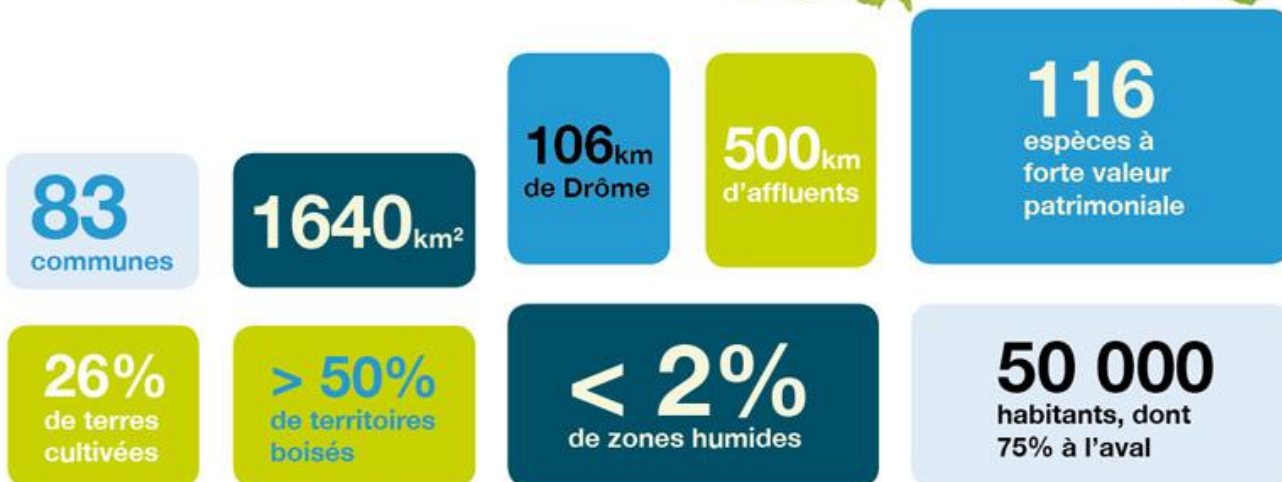 83
communes
1640km²
106km
de Drôme
500km
d'affluents
116
espèces à
forte valeur
patrimoniale
26%
de terres
cultivées
> 50%
de territoires
boisés
< 2%
de zones humides
50 000
habitants, dont
75% à l'aval